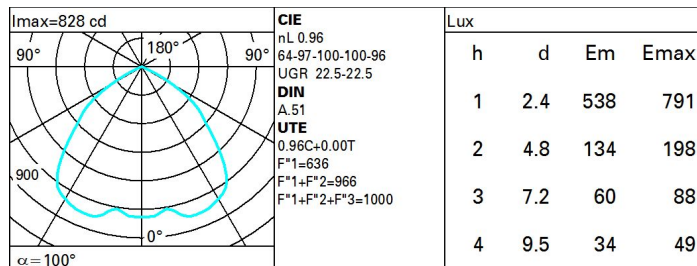 Imax=828 cd
90°
180°
90°
900
0°
α=100°
CIE
nL 0.96
64-97-100-100-96
UGR 22.5-22.5
DIN
A.51
UTE
0.96C+0.00T
F"1=636
F"1+F"2=966
F"1+F"2+F"3=1000
Lux
h d Em Emax
1 2.4 538 791
2 4.8 134 198
3 7.2 60 88
4 9.5 34 49